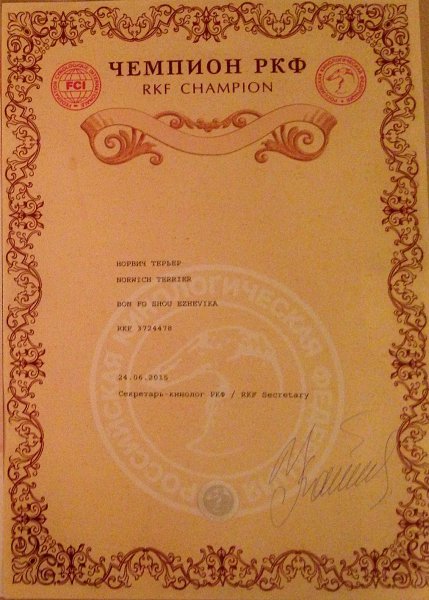 ЧЕМПИОН РКФ
RKF CHAMPION
FCI
НОРВИЧ ТЕРЬЕР
NORWICH TERRIER
BON FO SHOU EZHEVIKA
RKF 3724478
24.06.2015
Секретарь-кинолог РКФ / RKF Secretary